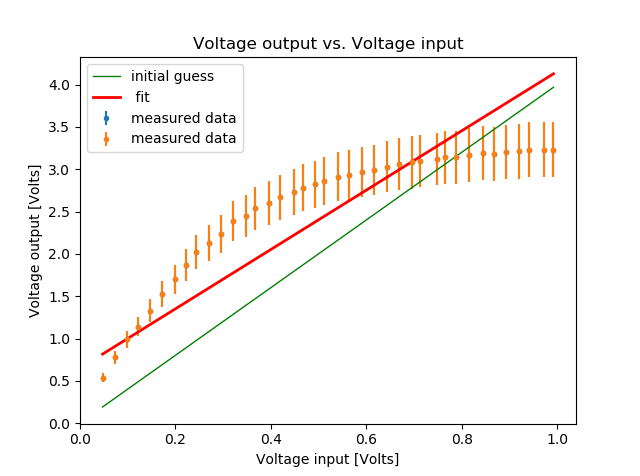 Voltage output vs. Voltage input
initial guess
fit
measured data
measured data
Voltage output [Volts]
4.0
3.5
3.0
2.5
2.0
1.5
1.0
0.5
0.0
0.0 0.2 0.4 0.6 0.8 1.0
Voltage input [Volts]